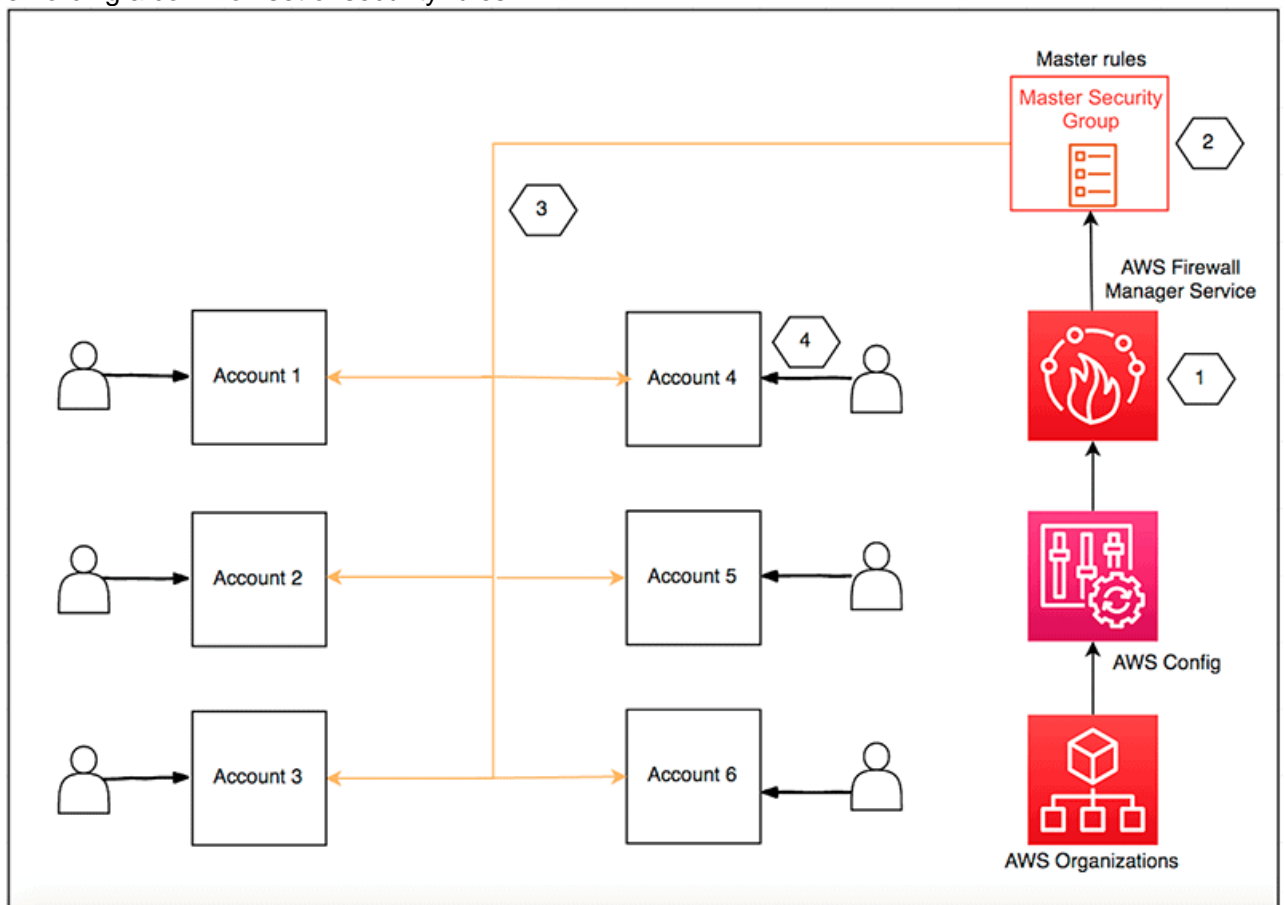 Master rules
Master Security
Group
2
3
AWS Firewall
Manager Service
1
4
Account 1
Account 4
Account 2
Account 5
AWS Config
Account 3
Account 6
AWS Organizations